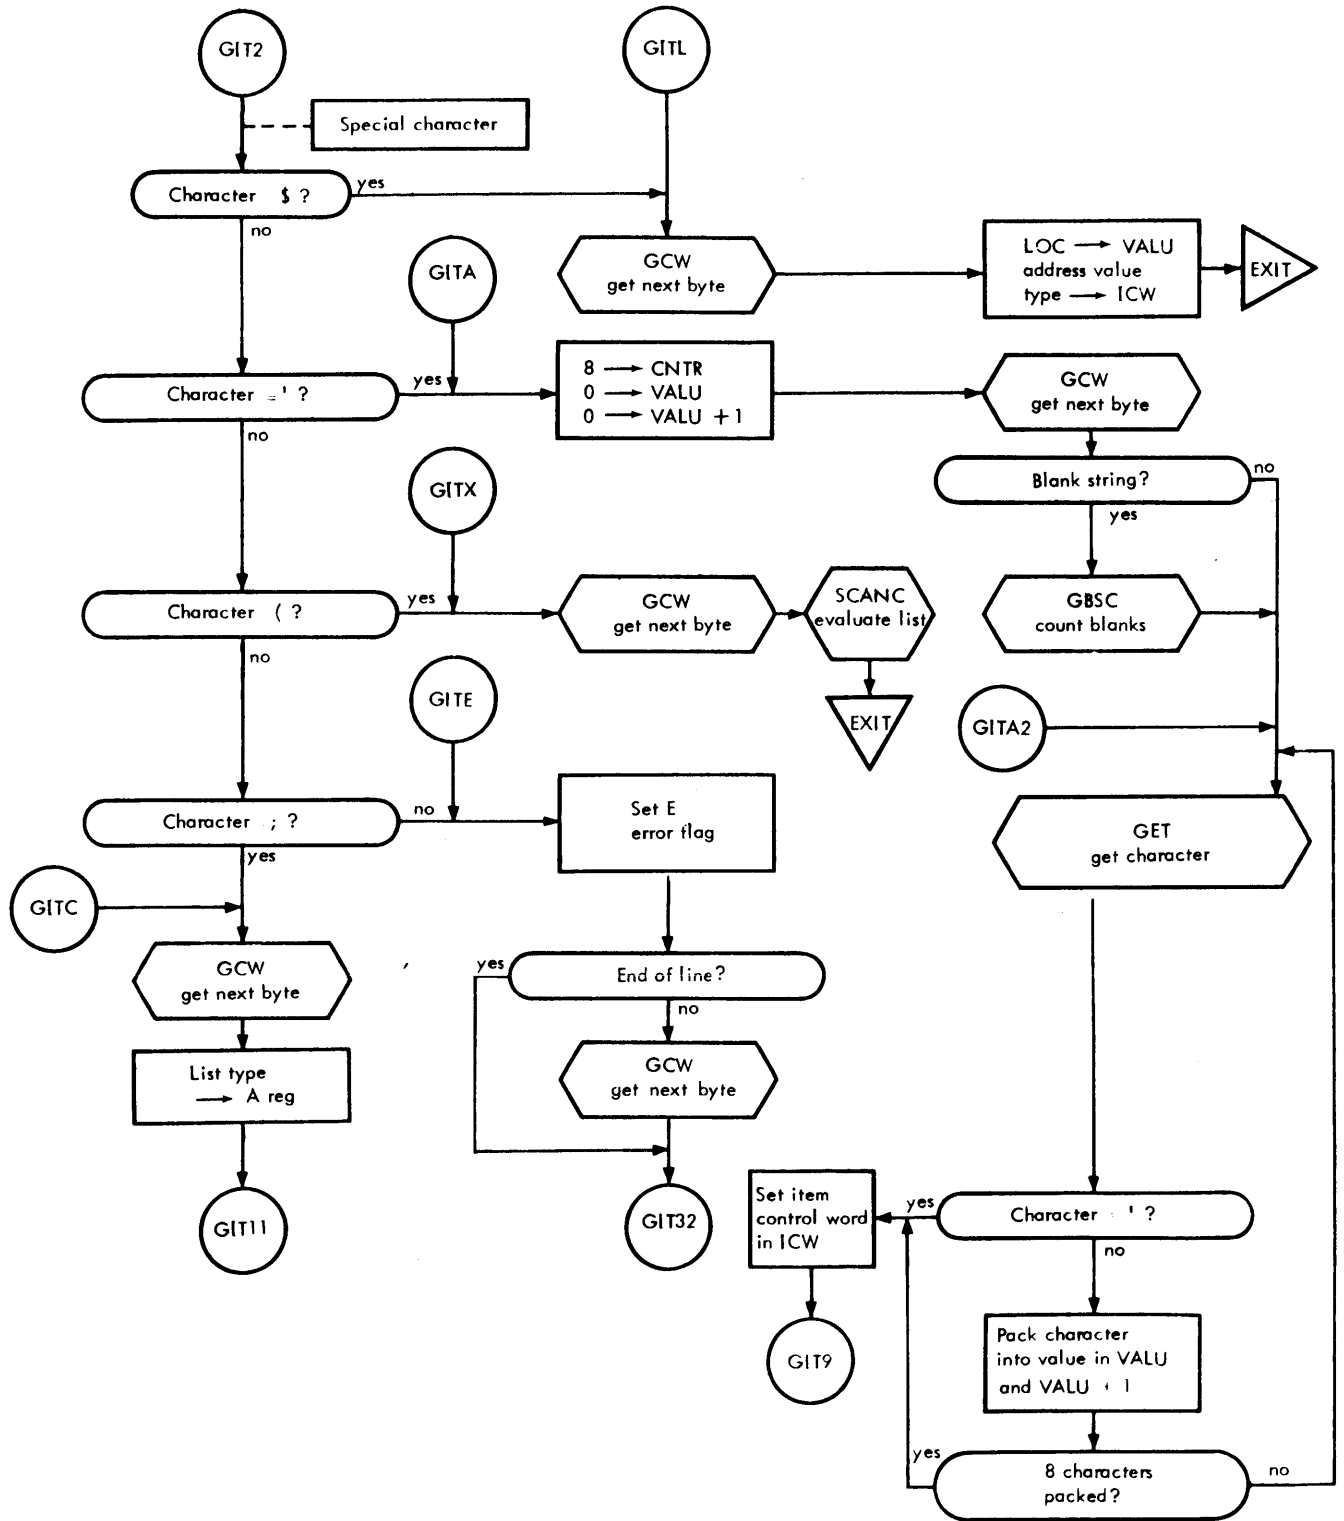 GIT2
GITL
Special character
Character $ ?
yes
no
GCW
get next byte
LOC → VALU
address value
type → ICW
EXIT
GITA
Character =' ?
yes
no
8 → CNTR
0 → VALU
0 → VALU + 1
GCW
get next byte
Blank string?
no
yes
GITX
Character ( ?
yes
no
GCW
get next byte
SCANC
evaluate list
EXIT
GBSC
count blanks
GITE
GITA2
Character ; ?
no
yes
Set E
error flag
GET
get character
GITC
GCW
get next byte
List type
→ A reg
GIT11
End of line?
yes
no
GCW
get next byte
GIT32
Set item
control word
in ICW
yes
Character ' ?
no
GIT9
Pack character
into value in VALU
and VALU + 1
8 characters
packed?
yes
no